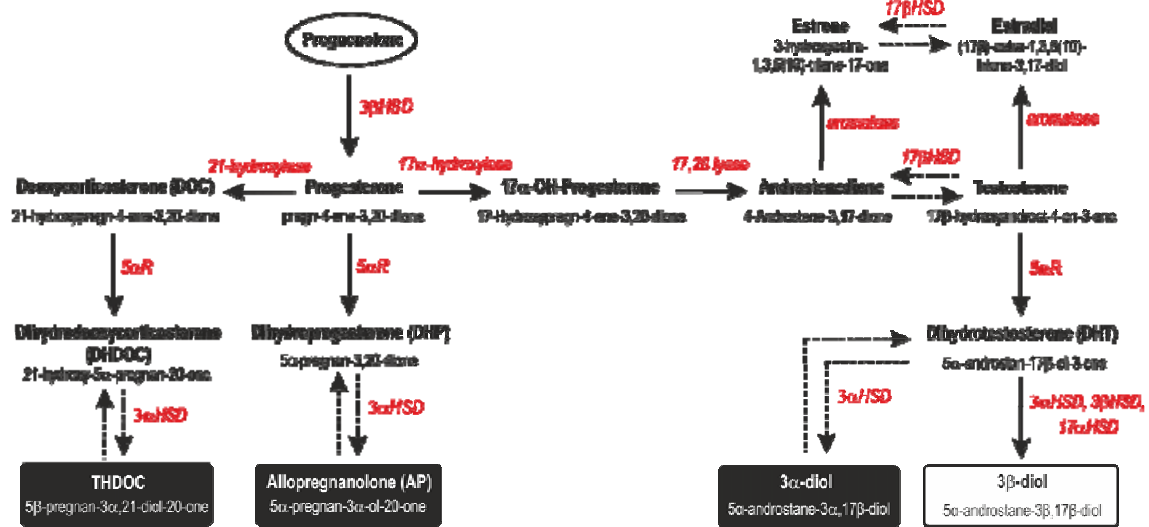 Pregnenolone
3βHSD
17βHSD
Estrone
3-hydroxyestra-
1,3,5(10)-triene-17-one
Estradiol
(17β)-estra-1,3,5(10)-
triene-3,17-diol
aromatase
aromatase
21-hydroxylase
17α-hydroxylase
17,20 lyase
17βHSD
Deoxycorticosterone (DOC)
21-hydroxypregn-4-ene-3,20-dione
Progesterone
pregn-4-ene-3,20-dione
17α-OH-Progesterone
17-Hydroxypregn-4-ene-3,20-dione
Androstenedione
4-Androstene-3,17-dione
Testosterone
17β-hydroxyandrost-4-en-3-one
5αR
5αR
5αR
Dihydrodeoxycorticosterone
(DHDOC)
21-hydroxy-5α-pregnan-20-one
Dihydroprogesterone (DHP)
5α-pregnan-3,20-dione
Dihydrotestosterone (DHT)
5α-androstan-17β-ol-3-one
3αHSD
3αHSD
3αHSD
3αHSD, 3βHSD,
17αHSD
THDOC
5β-pregnan-3α,21-diol-20-one
Allopregnanolone (AP)
5α-pregnan-3α-ol-20-one
3α-diol
5α-androstane-3α,17β-diol
3β-diol
5α-androstane-3β,17β-diol